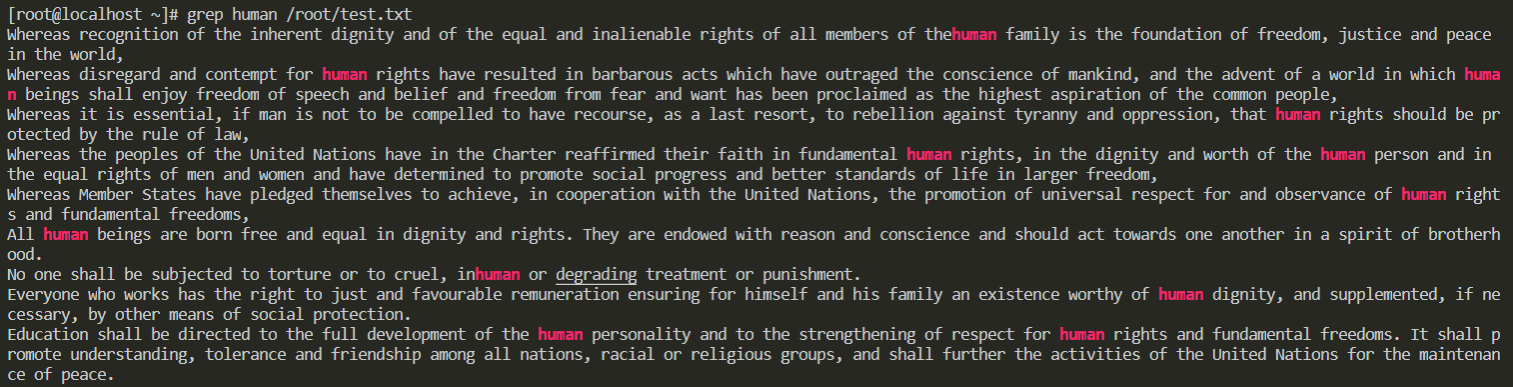 [root@localhost ~]# grep human /root/test.txt
Whereas recognition of the inherent dignity and of the equal and inalienable rights of all members of thehuman family is the foundation of freedom, justice and peace
in the world,
Whereas disregard and contempt for human rights have resulted in barbarous acts which have outraged the conscience of mankind, and the advent of a world in which huma
n beings shall enjoy freedom of speech and belief and freedom from fear and want has been proclaimed as the highest aspiration of the common people,
Whereas it is essential, if man is not to be compelled to have recourse, as a last resort, to rebellion against tyranny and oppression, that human rights should be pr
otected by the rule of law,
Whereas the peoples of the United Nations have in the Charter reaffirmed their faith in fundamental human rights, in the dignity and worth of the human person and in
the equal rights of men and women and have determined to promote social progress and better standards of life in larger freedom,
Whereas Member States have pledged themselves to achieve, in cooperation with the United Nations, the promotion of universal respect for and observance of human right
s and fundamental freedoms,
All human beings are born free and equal in dignity and rights. They are endowed with reason and conscience and should act towards one another in a spirit of brotherh
ood.
No one shall be subjected to torture or to cruel, inhuman or degrading treatment or punishment.
Everyone who works has the right to just and favourable remuneration ensuring for himself and his family an existence worthy of human dignity, and supplemented, if ne
cessary, by other means of social protection.
Education shall be directed to the full development of the human personality and to the strengthening of respect for human rights and fundamental freedoms. It shall p
romote understanding, tolerance and friendship among all nations, racial or religious groups, and shall further the activities of the United Nations for the maintenan
ce of peace.